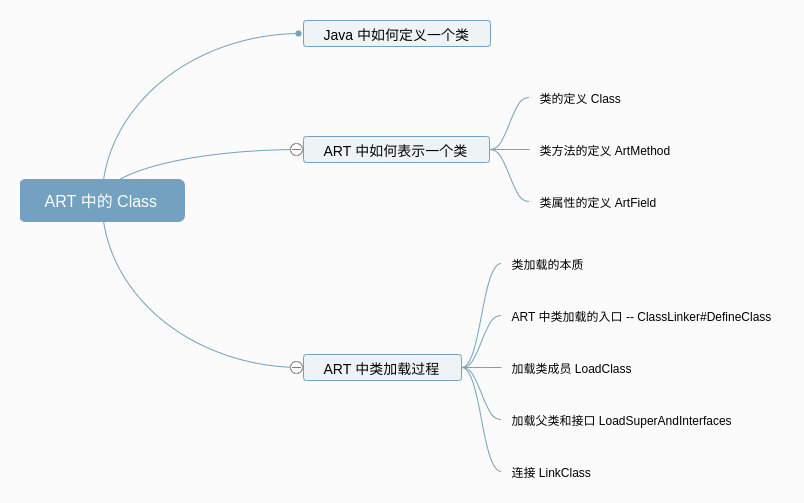 ART 中的 Class
Java 中如何定义一个类
ART 中如何表示一个类
类的定义 Class
类方法的定义 ArtMethod
类属性的定义 ArtField
ART 中类加载过程
类加载的本质
ART 中类加载的入口 -- ClassLinker#DefineClass
加载类成员 LoadClass
加载父类和接口 LoadSuperAndInterfaces
连接 LinkClass